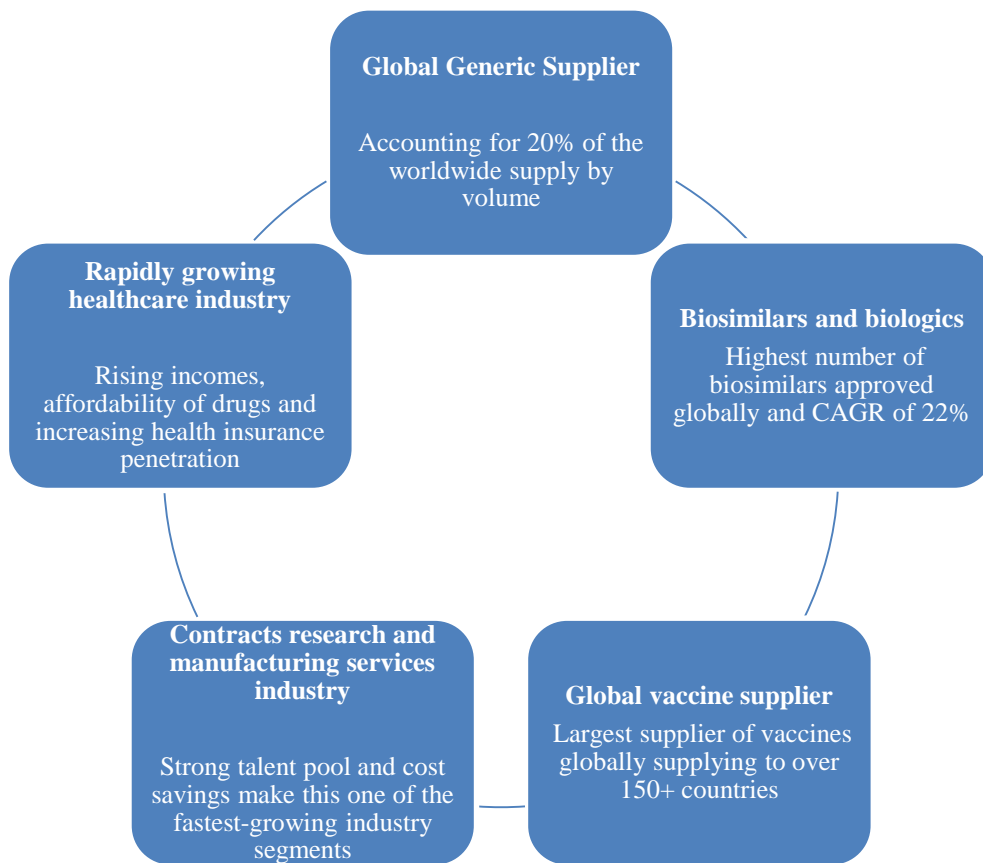 Global Generic Supplier
Accounting for 20% of the
worldwide supply by
volume
Biosimilars and biologics
Highest number of
biosimilars approved
globally and CAGR of 22%
Global vaccine supplier
Largest supplier of vaccines
globally supplying to over
150+ countries
Contracts research and
manufacturing services
industry
Strong talent pool and cost
savings make this one of the
fastest-growing industry
segments
Rapidly growing
healthcare industry
Rising incomes,
affordability of drugs and
increasing health insurance
penetration